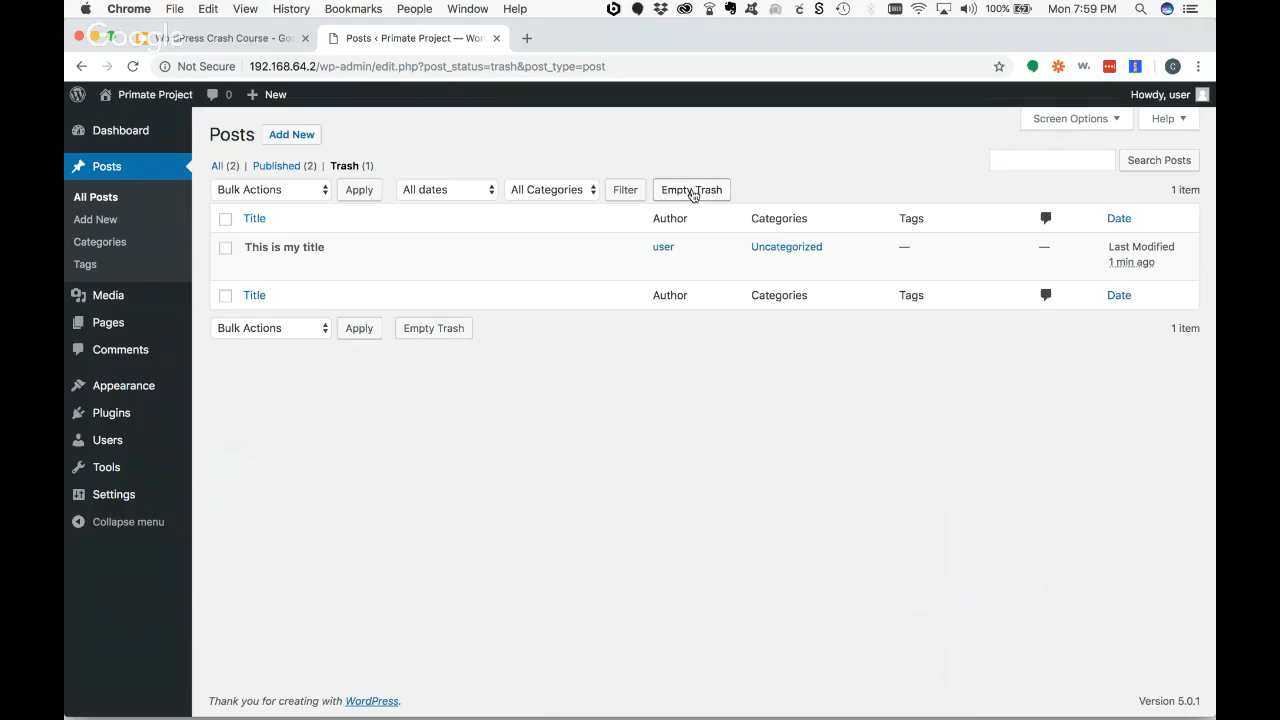 Chrome File Edit View History Bookmarks People Window Help 100% Mon 7:59 PM
Google
WordPress Crash Course - Go
Posts ‹ Primate Project — Wor
Not Secure 192.168.64.2/wp-admin/edit.php?post_status=trash&post_type=post
Primate Project 0 New Howdy, user
Screen Options Help
Dashboard
Posts
All Posts
Add New
Categories
Tags
Media
Pages
Comments
Appearance
Plugins
Users
Tools
Settings
Collapse menu
Posts Add New
All (2) | Published (2) | Trash (1)
Search Posts
Bulk Actions Apply All dates All Categories Filter Empty Trash 1 item
Title Author Categories Tags Date
This is my title user Uncategorized — — Last Modified
1 min ago
Title Author Categories Tags Date
Bulk Actions Apply Empty Trash 1 item
Thank you for creating with WordPress. Version 5.0.1